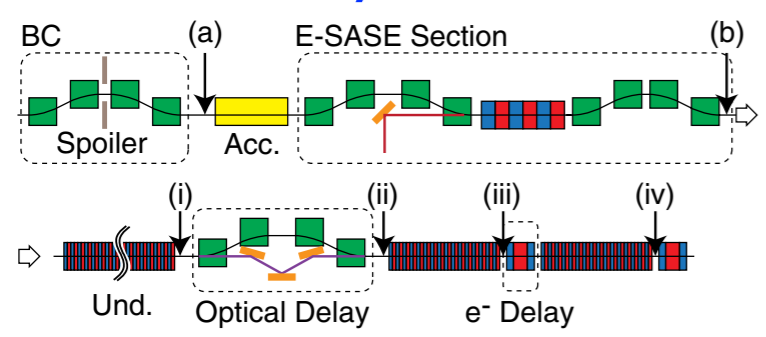 BC (a) E-SASE Section (b)
Spoiler Acc.
(i) (ii) (iii) (iv)
Und. Optical Delay e- Delay